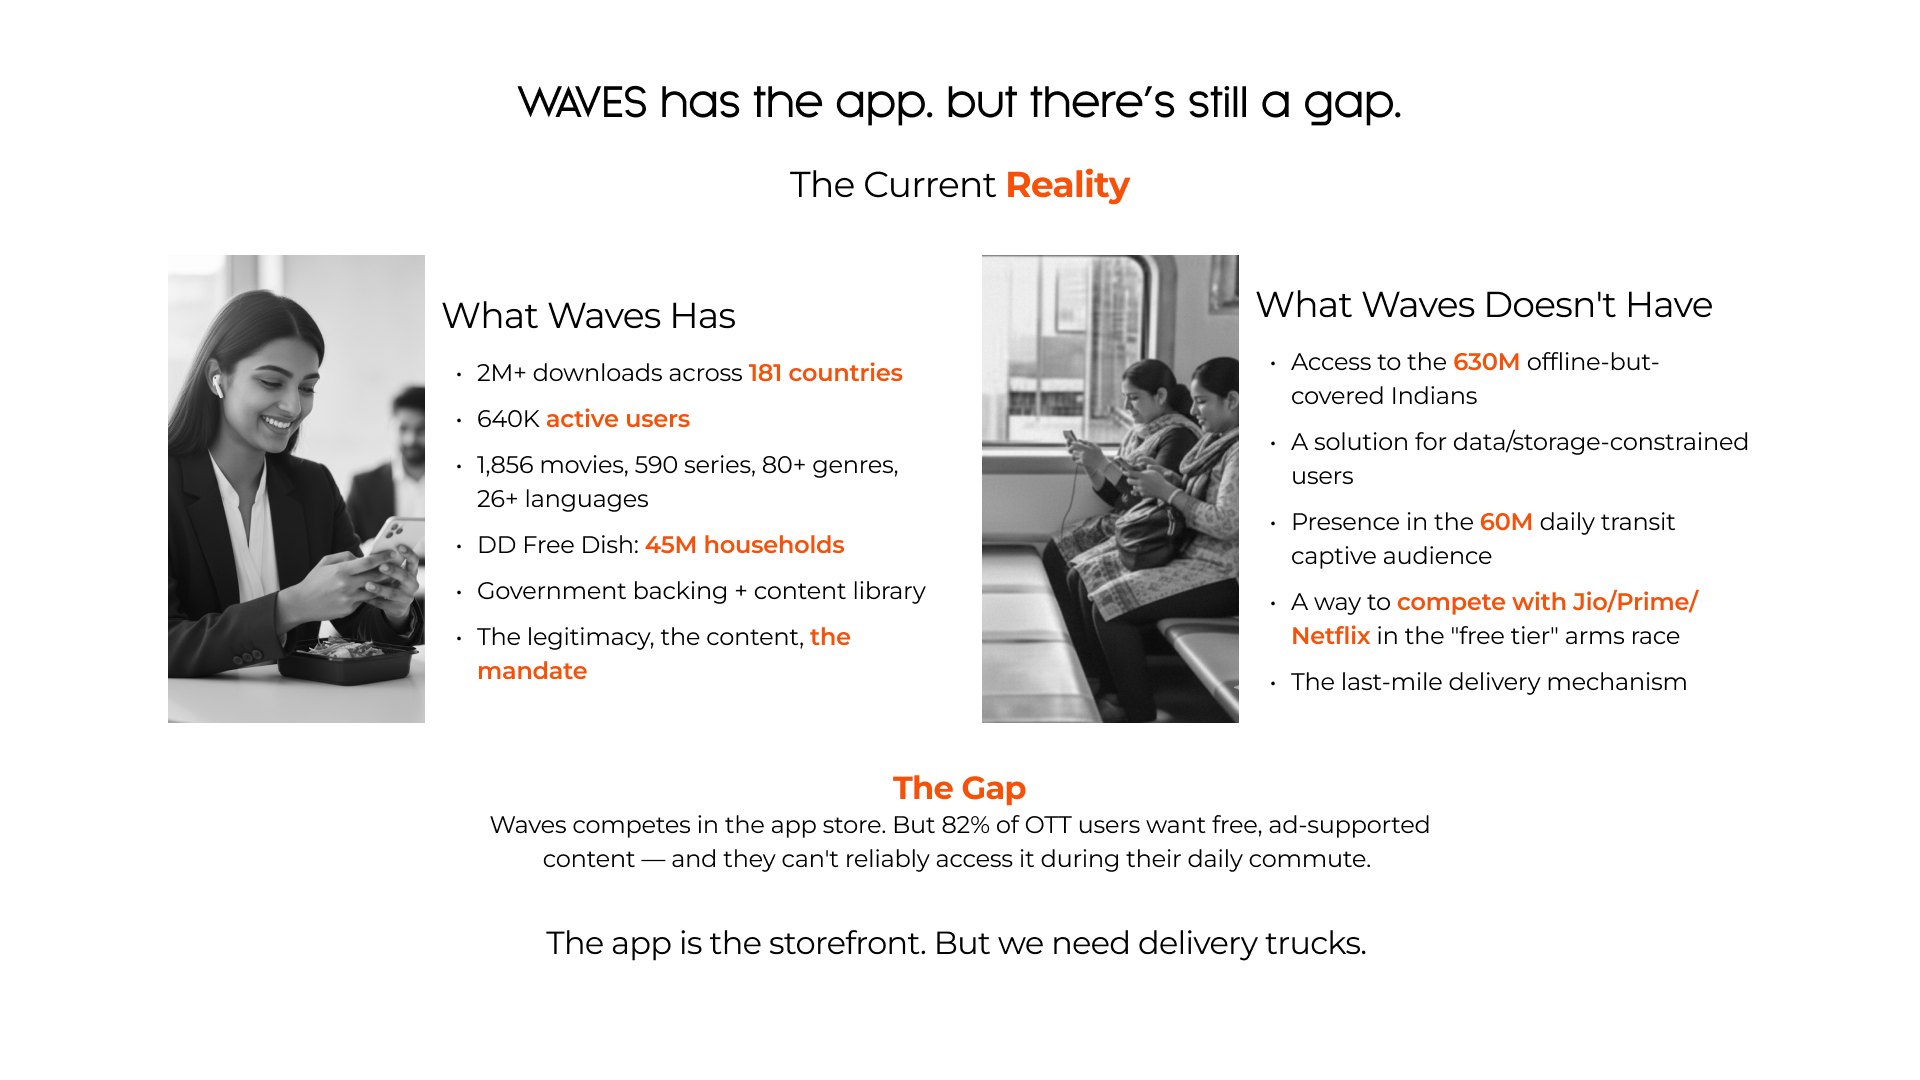 WAVES has the app. but there’s still a gap.
The Current Reality
What Waves Has
• 2M+ downloads across 181 countries
• 640K active users
• 1,856 movies, 590 series, 80+ genres,
26+ languages
• DD Free Dish: 45M households
• Government backing + content library
• The legitimacy, the content, the
mandate
What Waves Doesn't Have
• Access to the 630M offline-but-
covered Indians
• A solution for data/storage-constrained
users
• Presence in the 60M daily transit
captive audience
• A way to compete with Jio/Prime/
Netflix in the "free tier" arms race
• The last-mile delivery mechanism
The Gap
Waves competes in the app store. But 82% of OTT users want free, ad-supported
content — and they can't reliably access it during their daily commute.
The app is the storefront. But we need delivery trucks.